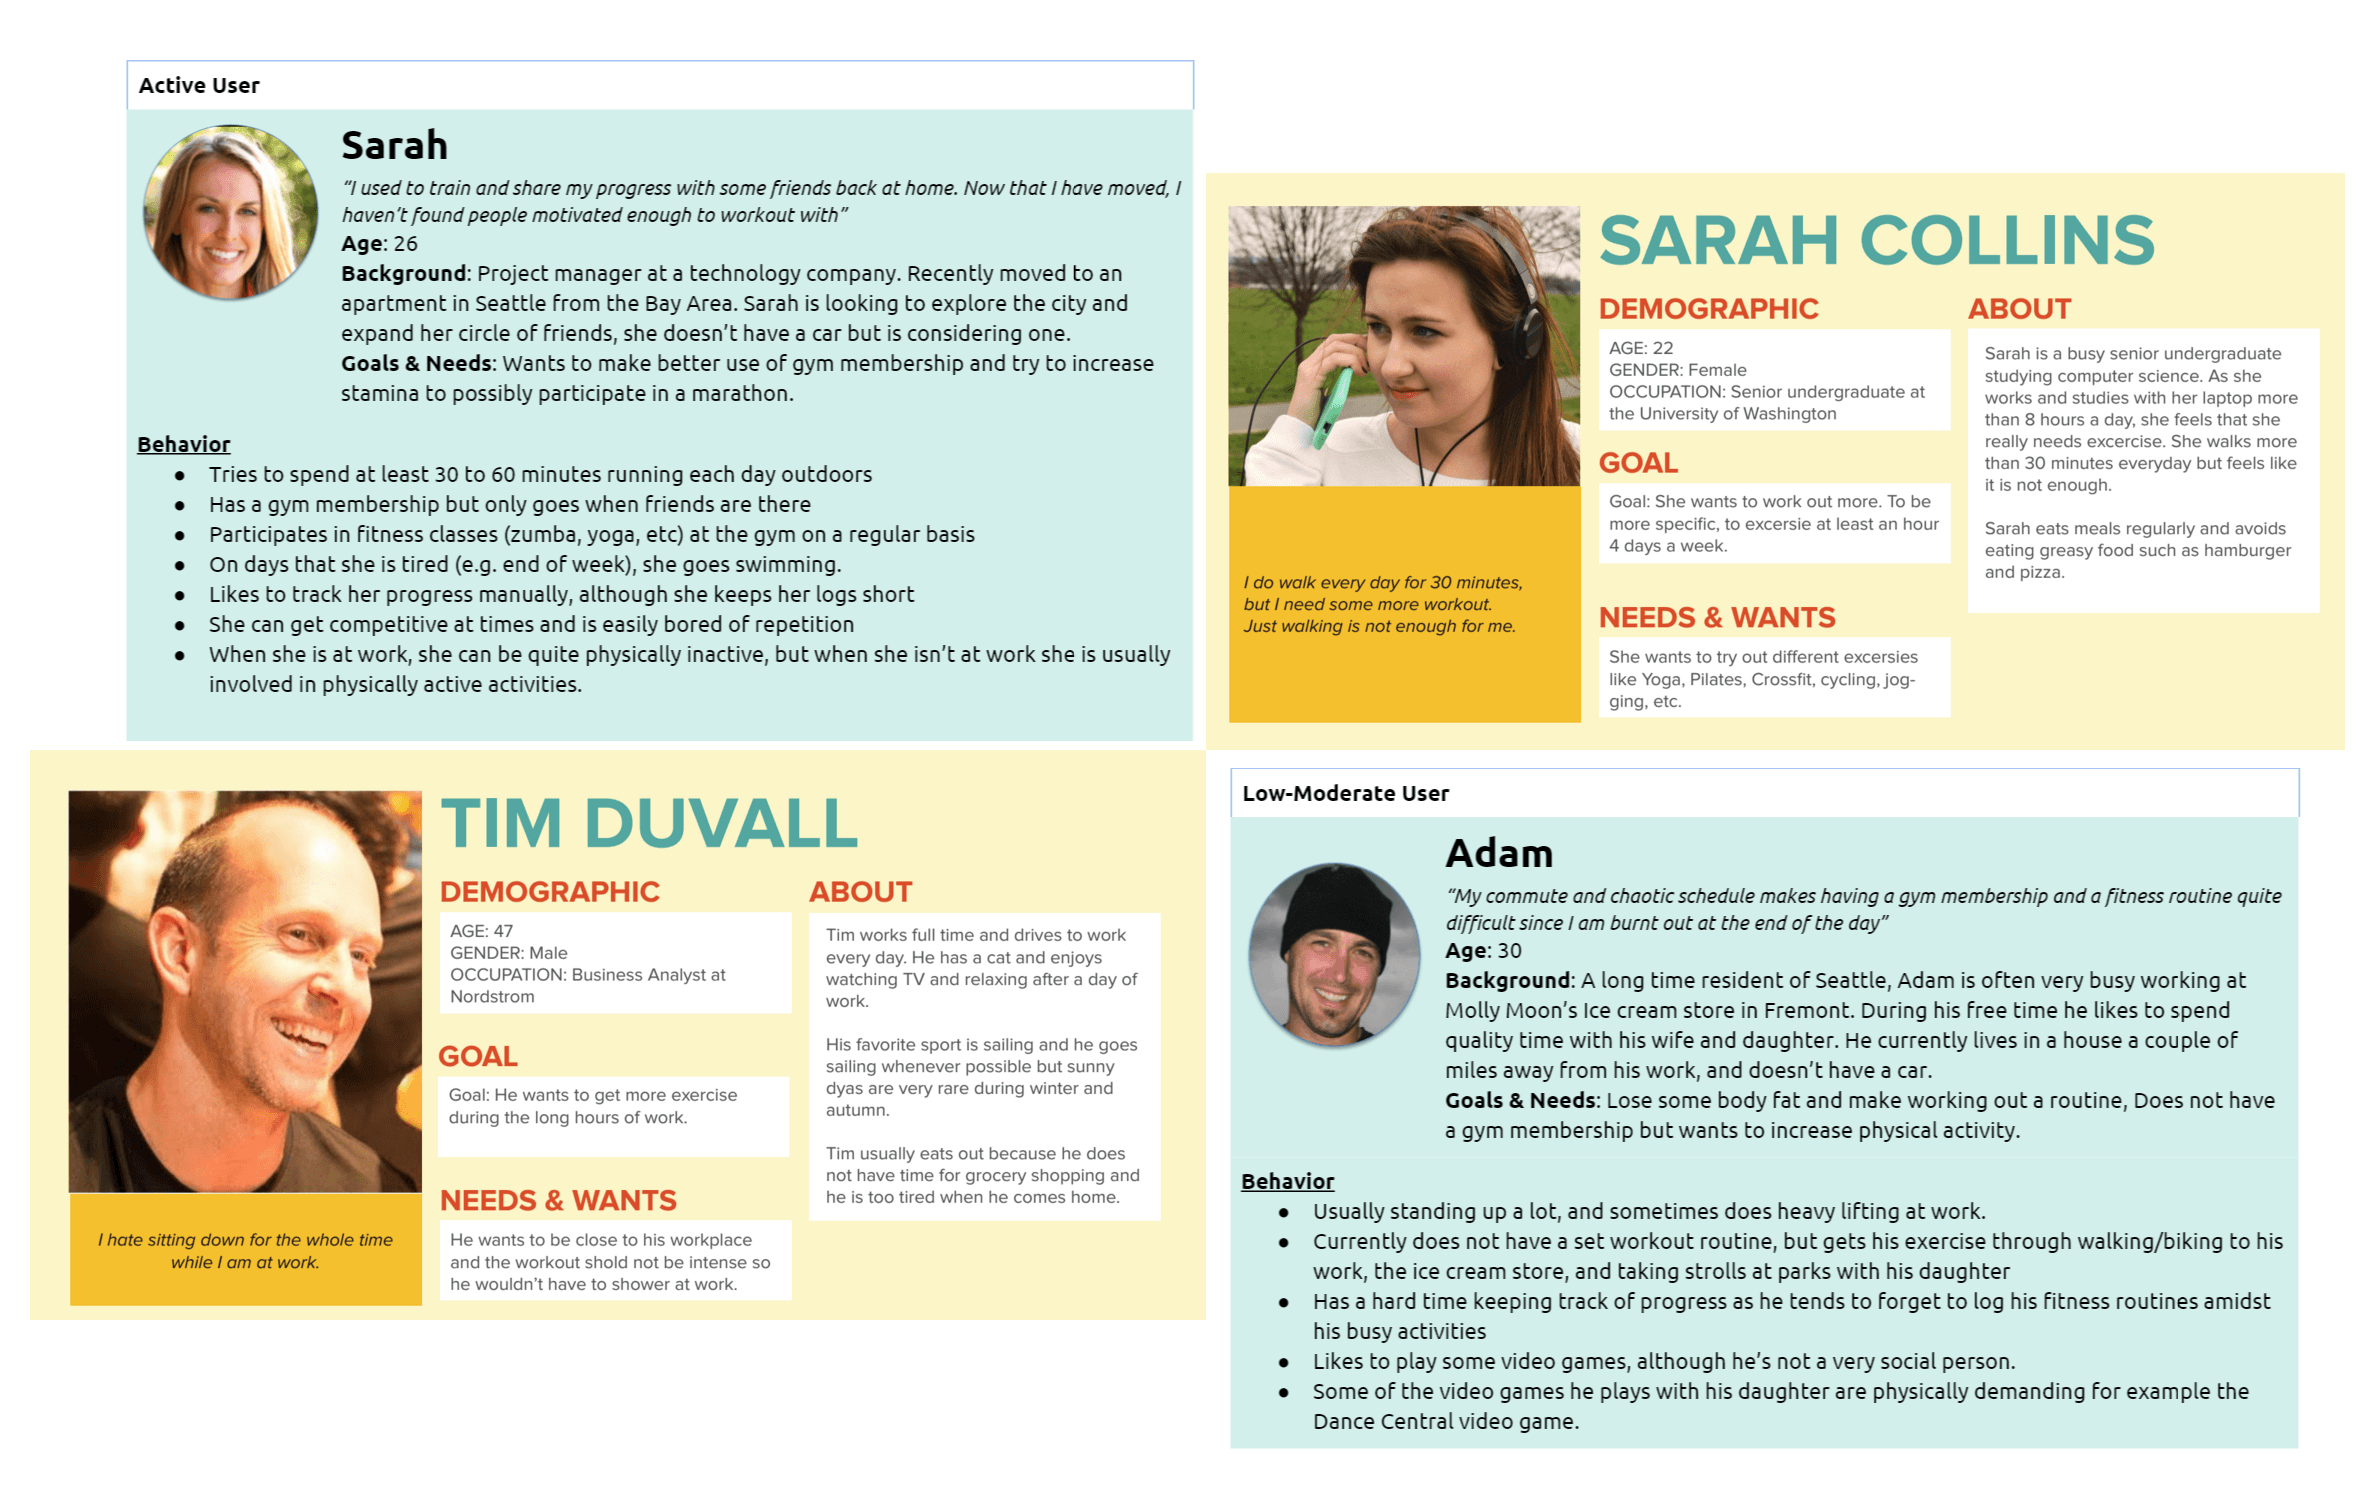 Active User
Sarah
“I used to train and share my progress with some friends back at home. Now that I have moved, I
haven’t found people motivated enough to workout with”
Age: 26
Background: Project manager at a technology company. Recently moved to an
apartment in Seattle from the Bay Area. Sarah is looking to explore the city and
expand her circle of friends, she doesn’t have a car but is considering one.
Goals & Needs: Wants to make better use of gym membership and try to increase
stamina to possibly participate in a marathon.
Behavior
● Tries to spend at least 30 to 60 minutes running each day outdoors
● Has a gym membership but only goes when friends are there
● Participates in fitness classes (zumba, yoga, etc) at the gym on a regular basis
● On days that she is tired (e.g. end of week), she goes swimming.
● Likes to track her progress manually, although she keeps her logs short
● She can get competitive at times and is easily bored of repetition
● When she is at work, she can be quite physically inactive, but when she isn’t at work she is usually
involved in physically active activities.
SARAH COLLINS
DEMOGRAPHIC
AGE: 22
GENDER: Female
OCCUPATION: Senior undergraduate at
the University of Washington
GOAL
Goal: She wants to work out more. To be
more specific, to excersie at least an hour
4 days a week.
NEEDS & WANTS
She wants to try out different excersies
like Yoga, Pilates, Crossfit, cycling, jog-
ging, etc.
ABOUT
Sarah is a busy senior undergraduate
studying computer science. As she
works and studies with her laptop more
than 8 hours a day, she feels that she
really needs excercise. She walks more
than 30 minutes everyday but feels like
it is not enough.
Sarah eats meals regularly and avoids
eating greasy food such as hamburger
and pizza.
I do walk every day for 30 minutes,
but I need some more workout.
Just walking is not enough for me.
TIM DUVALL
DEMOGRAPHIC
AGE: 47
GENDER: Male
OCCUPATION: Business Analyst at
Nordstrom
GOAL
Goal: He wants to get more exercise
during the long hours of work.
NEEDS & WANTS
He wants to be close to his workplace
and the workout shold not be intense so
he wouldn’t have to shower at work.
ABOUT
Tim works full time and drives to work
every day. He has a cat and enjoys
watching TV and relaxing after a day of
work.
His favorite sport is sailing and he goes
sailing whenever possible but sunny
dyas are very rare during winter and
autumn.
Tim usually eats out because he does
not have time for grocery shopping and
he is too tired when he comes home.
I hate sitting down for the whole time
while I am at work.
Low-Moderate User
Adam
“My commute and chaotic schedule makes having a gym membership and a fitness routine quite
difficult since I am burnt out at the end of the day”
Age: 30
Background: A long time resident of Seattle, Adam is often very busy working at
Molly Moon’s Ice cream store in Fremont. During his free time he likes to spend
quality time with his wife and daughter. He currently lives in a house a couple of
miles away from his work, and doesn’t have a car.
Goals & Needs: Lose some body fat and make working out a routine, Does not have
a gym membership but wants to increase physical activity.
Behavior
● Usually standing up a lot, and sometimes does heavy lifting at work.
● Currently does not have a set workout routine, but gets his exercise through walking/biking to his
work, the ice cream store, and taking strolls at parks with his daughter
● Has a hard time keeping track of progress as he tends to forget to log his fitness routines amidst
his busy activities
● Likes to play some video games, although he’s not a very social person.
● Some of the video games he plays with his daughter are physically demanding for example the
Dance Central video game.